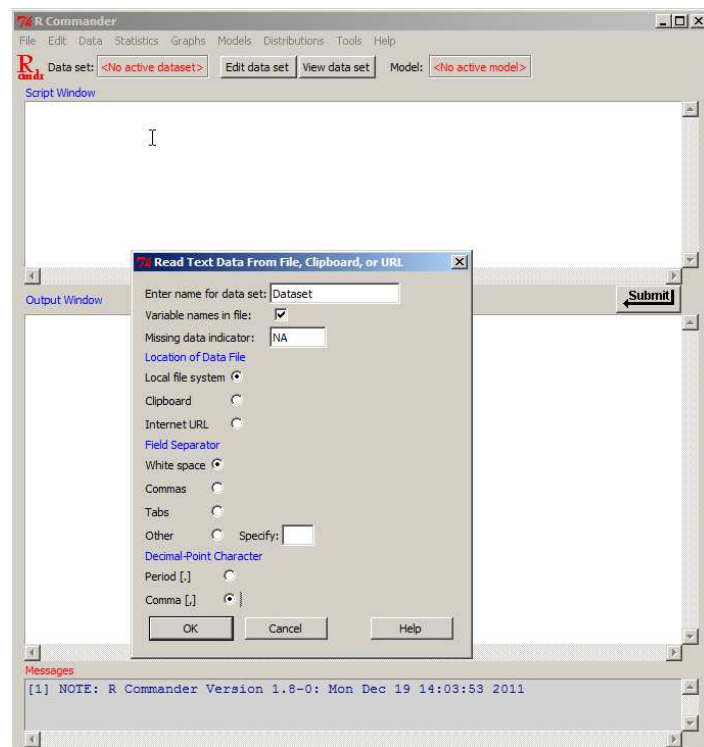 R Commander
File Edit Data Statistics Graphs Models Distributions Tools Help
R cmdr Data set: <No active dataset> Edit data set View data set Model: <No active model>
Script Window
Read Text Data From File, Clipboard, or URL
Enter name for data set: Dataset
Variable names in file:
Missing data indicator: NA
Location of Data File
Local file system
Clipboard
Internet URL
Field Separator
White space
Commas
Tabs
Other Specify:
Decimal-Point Character
Period [.]
Comma [,]
OK Cancel Help
Output Window
Submit
Messages
[1] NOTE: R Commander Version 1.8-0: Mon Dec 19 14:03:53 2011